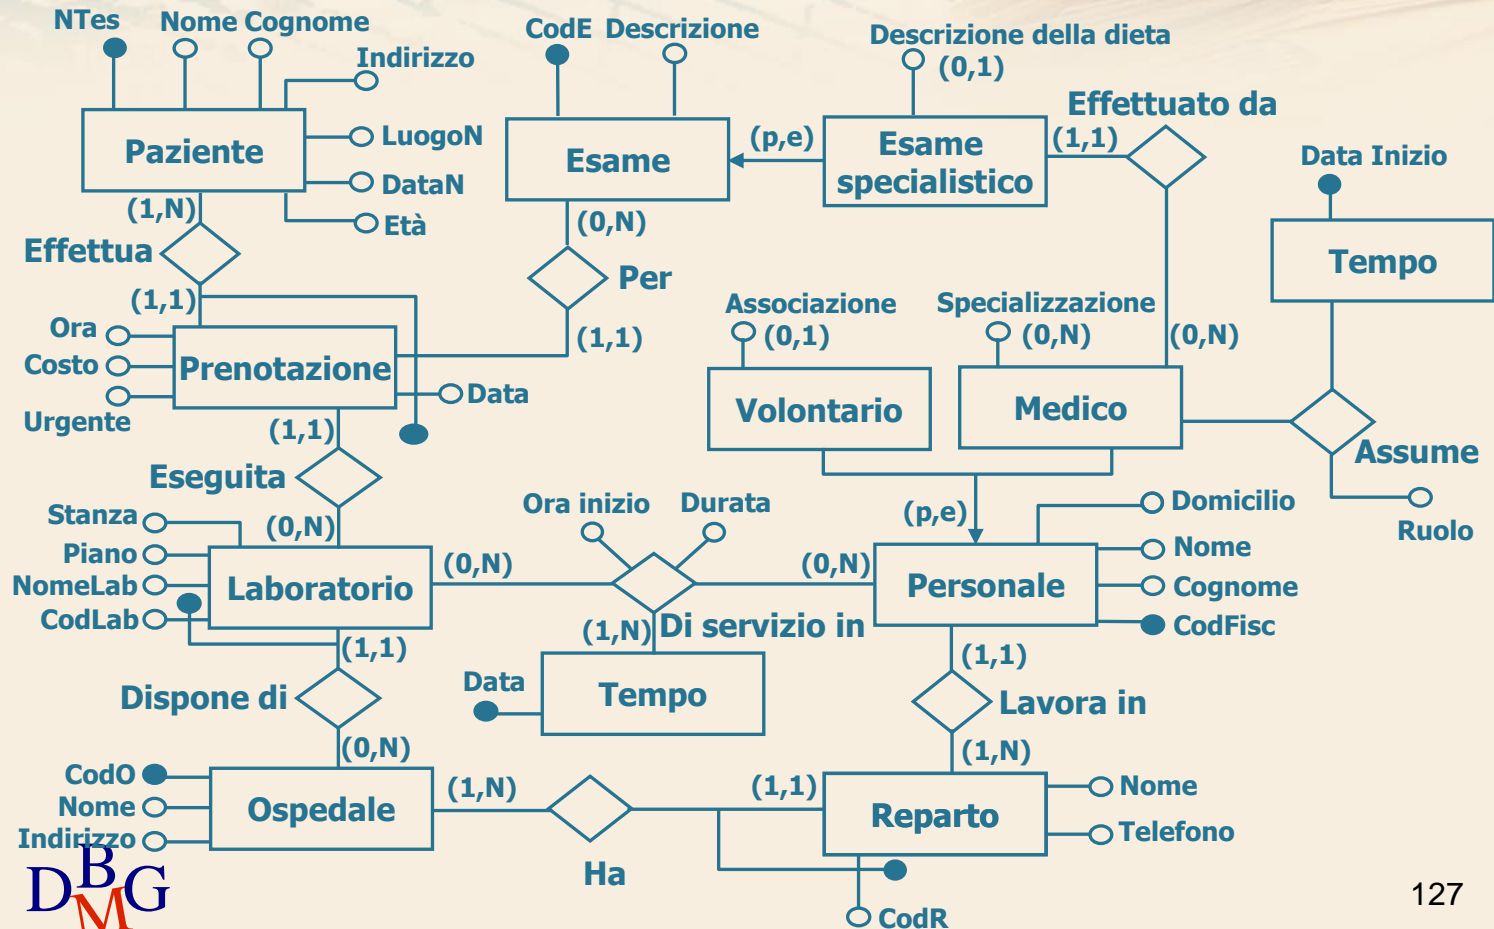 NTes
Nome Cognome
CodE Descrizione
Descrizione della dieta
(0,1)
Indirizzo
Effettuato da
Paziente
LuogoN
DataN
Età
Esame
(p,e)
Esame
specialistico
(1,1)
Data Inizio
(1,N)
(0,N)
Effettua
Per
Tempo
(1,1)
(1,1)
Associazione
(0,1)
Specializzazione
(0,N)
(0,N)
Ora
Costo
Urgente
Prenotazione
Data
Volontario
Medico
(1,1)
Eseguita
Assume
Ruolo
Stanza
Piano
NomeLab
CodLab
(0,N)
Laboratorio
(0,N)
Ora inizio
Durata
(0,N)
(p,e)
Personale
Domicilio
Nome
Cognome
CodFisc
(1,1)
(1,N)
Di servizio in
(1,1)
Dispone di
Data
Tempo
Lavora in
(0,N)
(1,N)
CodO
Nome
Indirizzo
Ospedale
(1,N)
Ha
(1,1)
Reparto
Nome
Telefono
CodR
DBMG
127